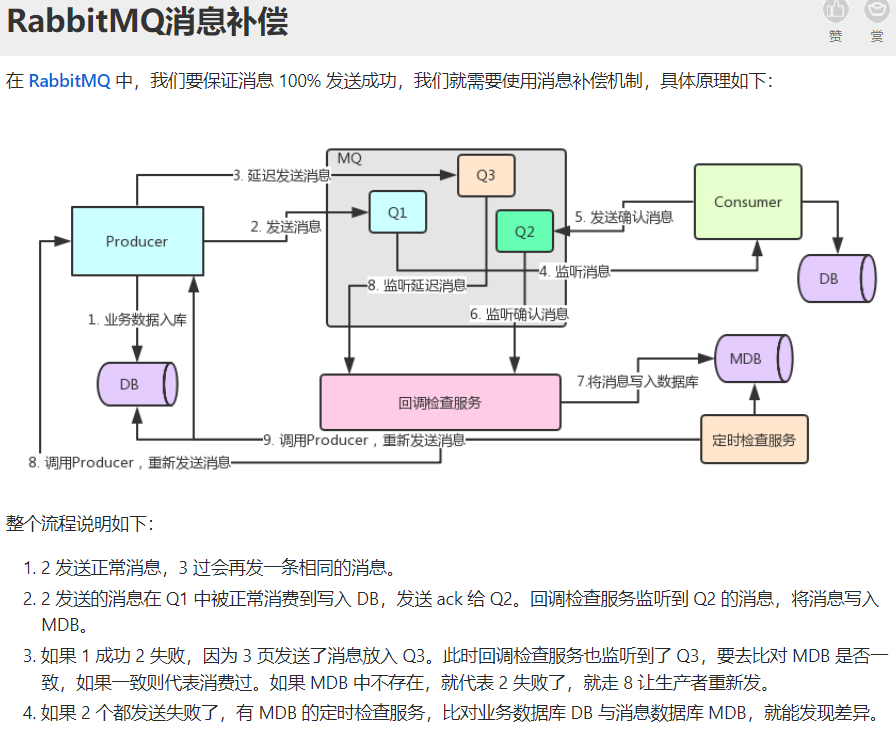 RabbitMQ消息补偿
赞 赏
在 RabbitMQ 中，我们要保证消息 100% 发送成功，我们就需要使用消息补偿机制，具体原理如下：
MQ
3. 延迟发送消息
Q3
Q1
Q2
2. 发送消息
5. 发送确认消息
Consumer
Producer
4. 监听消息
DB
8. 监听延迟消息
6. 监听确认消息
1. 业务数据入库
MDB
DB
7.将消息写入数据库
回调检查服务
定时检查服务
9. 调用Producer，重新发送消息
8. 调用Producer，重新发送消息
整个流程说明如下：
1. 2 发送正常消息，3 过会再发一条相同的消息。
2. 2 发送的消息在 Q1 中被正常消费到写入 DB，发送 ack 给 Q2。回调检查服务监听到 Q2 的消息，将消息写入
MDB。
3. 如果 1 成功 2 失败，因为 3 页发送了消息放入 Q3。此时回调检查服务也监听到了 Q3，要去比对 MDB 是否一
致，如果一致则代表消费过。如果 MDB 中不存在，就代表 2 失败了，就走 8 让生产者重新发。
4. 如果 2 个都发送失败了，有 MDB 的定时检查服务，比对业务数据库 DB 与消息数据库 MDB，就能发现差异。